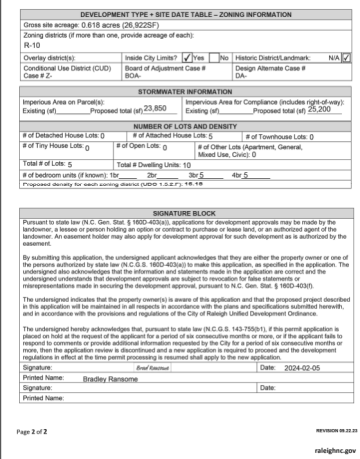 DEVELOPMENT TYPE + SITE DATE TABLE – ZONING INFORMATION
Gross site acreage: 0.618 acres (26,922SF)
Zoning districts (if more than one, provide acreage of each):
R-10
Overlay district(s): Inside City Limits? ✓Yes No Historic District/Landmark: N/A ✓
Conditional Use District (CUD) Board of Adjustment Case # Design Alternate Case #
Case # Z- BOA- DA-
STORMWATER INFORMATION
Imperious Area on Parcel(s): Impervious Area for Compliance (includes right-of-way):
Existing (sf) Proposed total (sf) 23,850 Existing (sf) Proposed total (sf) 25,200
NUMBER OF LOTS AND DENSITY
# of Detached House Lots: 0 # of Attached House Lots: 5 # of Townhouse Lots: 0
# of Tiny House Lots: 0 # of Open Lots: 0 # of Other Lots (Apartment, General,
Mixed Use, Civic): 0
Total # of Lots: 5 Total # Dwelling Units: 10
# of bedroom units (if known): 1br 2br 3br 5 4br 5
Proposed density for each zoning district (UDO 1.5.2.F): 16.18
SIGNATURE BLOCK
Pursuant to state law (N.C. Gen. Stat. § 160D-403(a)), applications for development approvals may be made by the
landowner, a lessee or person holding an option or contract to purchase or lease land, or an authorized agent of the
landowner. An easement holder may also apply for development approval for such development as is authorized by the
easement.
By submitting this application, the undersigned applicant acknowledges that they are either the property owner or one of
the persons authorized by state law (N.C.G.S. 160D-403(a)) to make this application, as specified in the application. The
undersigned also acknowledges that the information and statements made in the application are correct and the
undersigned understands that development approvals are subject to revocation for false statements or
misrepresentations made in securing the development approval, pursuant to N.C. Gen. Stat. § 160D-403(f).
The undersigned indicates that the property owner(s) is aware of this application and that the proposed project described
in this application will be maintained in all respects in accordance with the plans and specifications submitted herewith,
and in accordance with the provisions and regulations of the City of Raleigh Unified Development Ordinance.
The undersigned hereby acknowledges that, pursuant to state law (N.C.G.S. 143-755(b1), if this permit application is
placed on hold at the request of the applicant for a period of six consecutive months or more, or if the applicant fails to
respond to comments or provide additional information requested by the City for a period of six consecutive months or
more, then the application review is discontinued and a new application is required to proceed and the development
regulations in effect at the time permit processing is resumed shall apply to the new application.
Signature: Date: 2024-02-05
Printed Name: Bradley Ransome
Signature: Date:
Printed Name:
Page 2 of 2 REVISION 09.22.23
raleighnc.gov